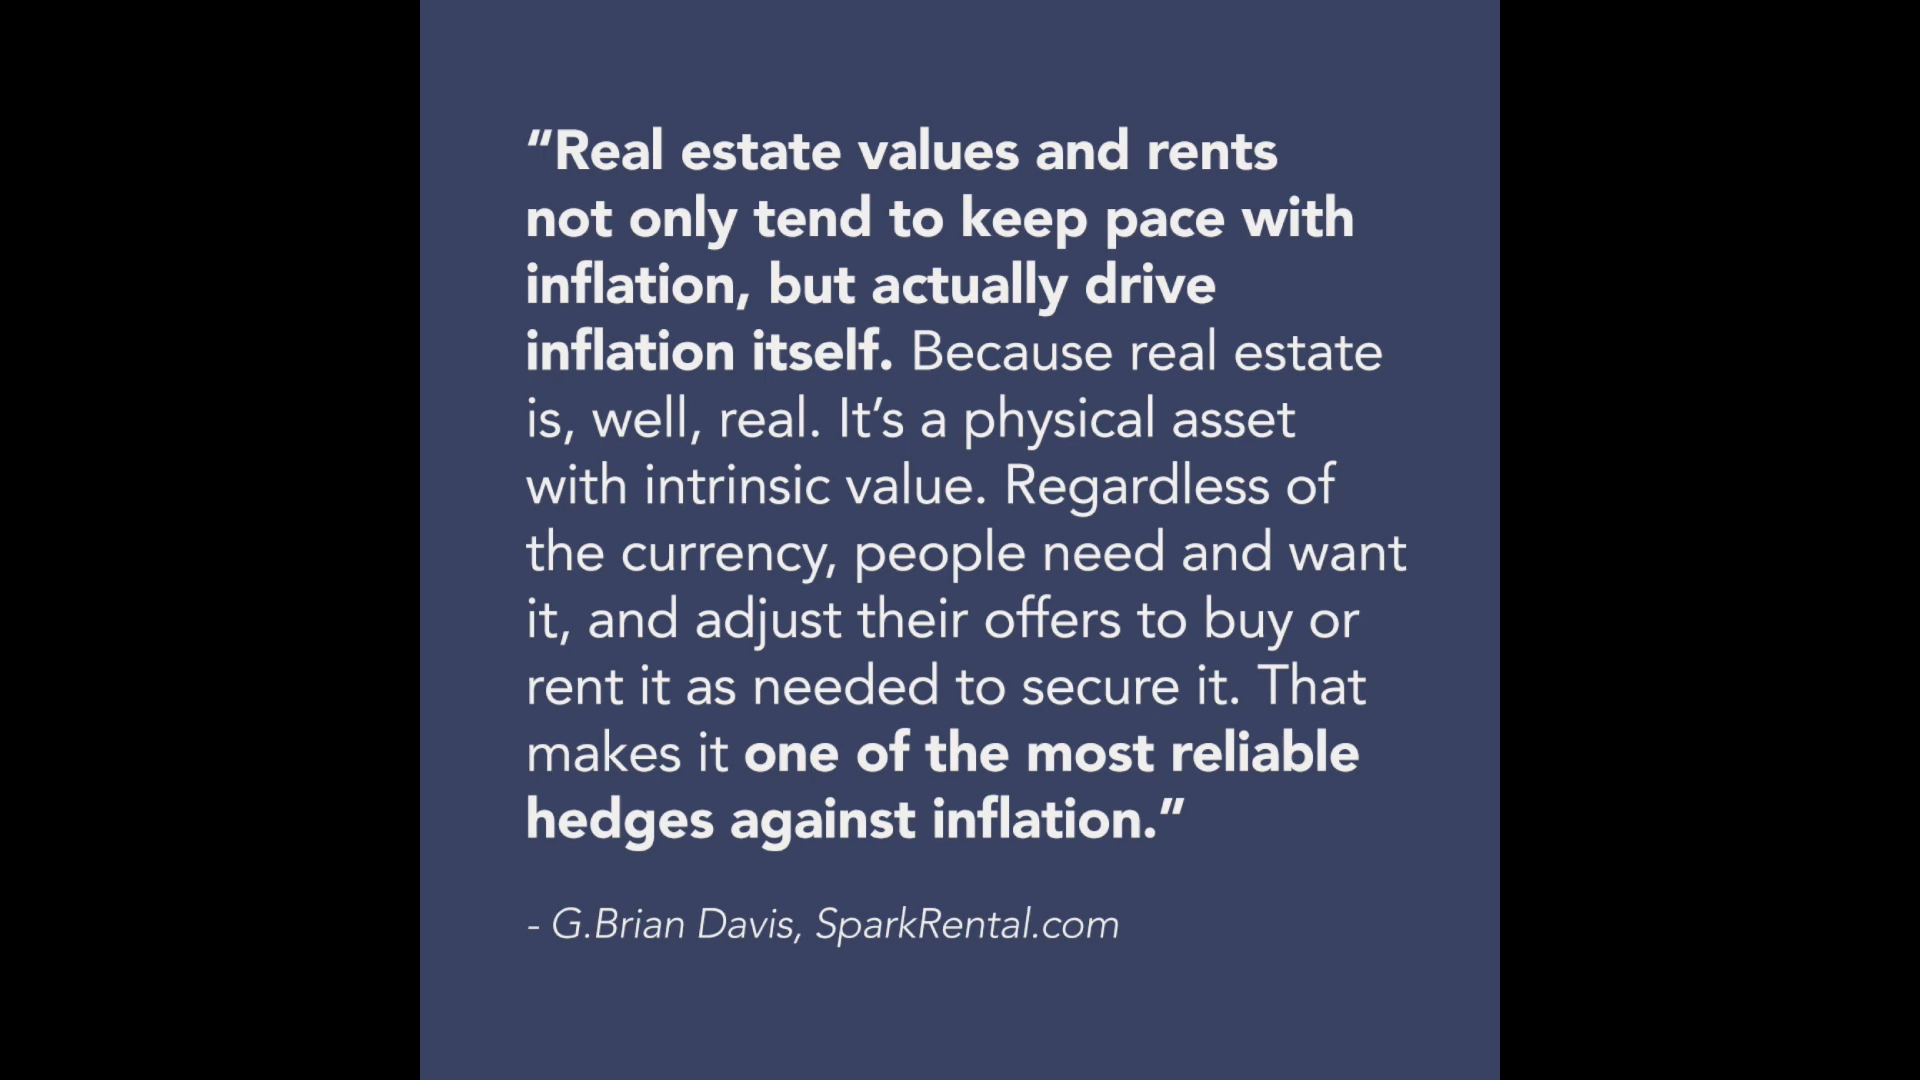 “Real estate values and rents
not only tend to keep pace with
inflation, but actually drive
inflation itself. Because real estate
is, well, real. It’s a physical asset
with intrinsic value. Regardless of
the currency, people need and want
it, and adjust their offers to buy or
rent it as needed to secure it. That
makes it one of the most reliable
hedges against inflation.”
- G.Brian Davis, SparkRental.com